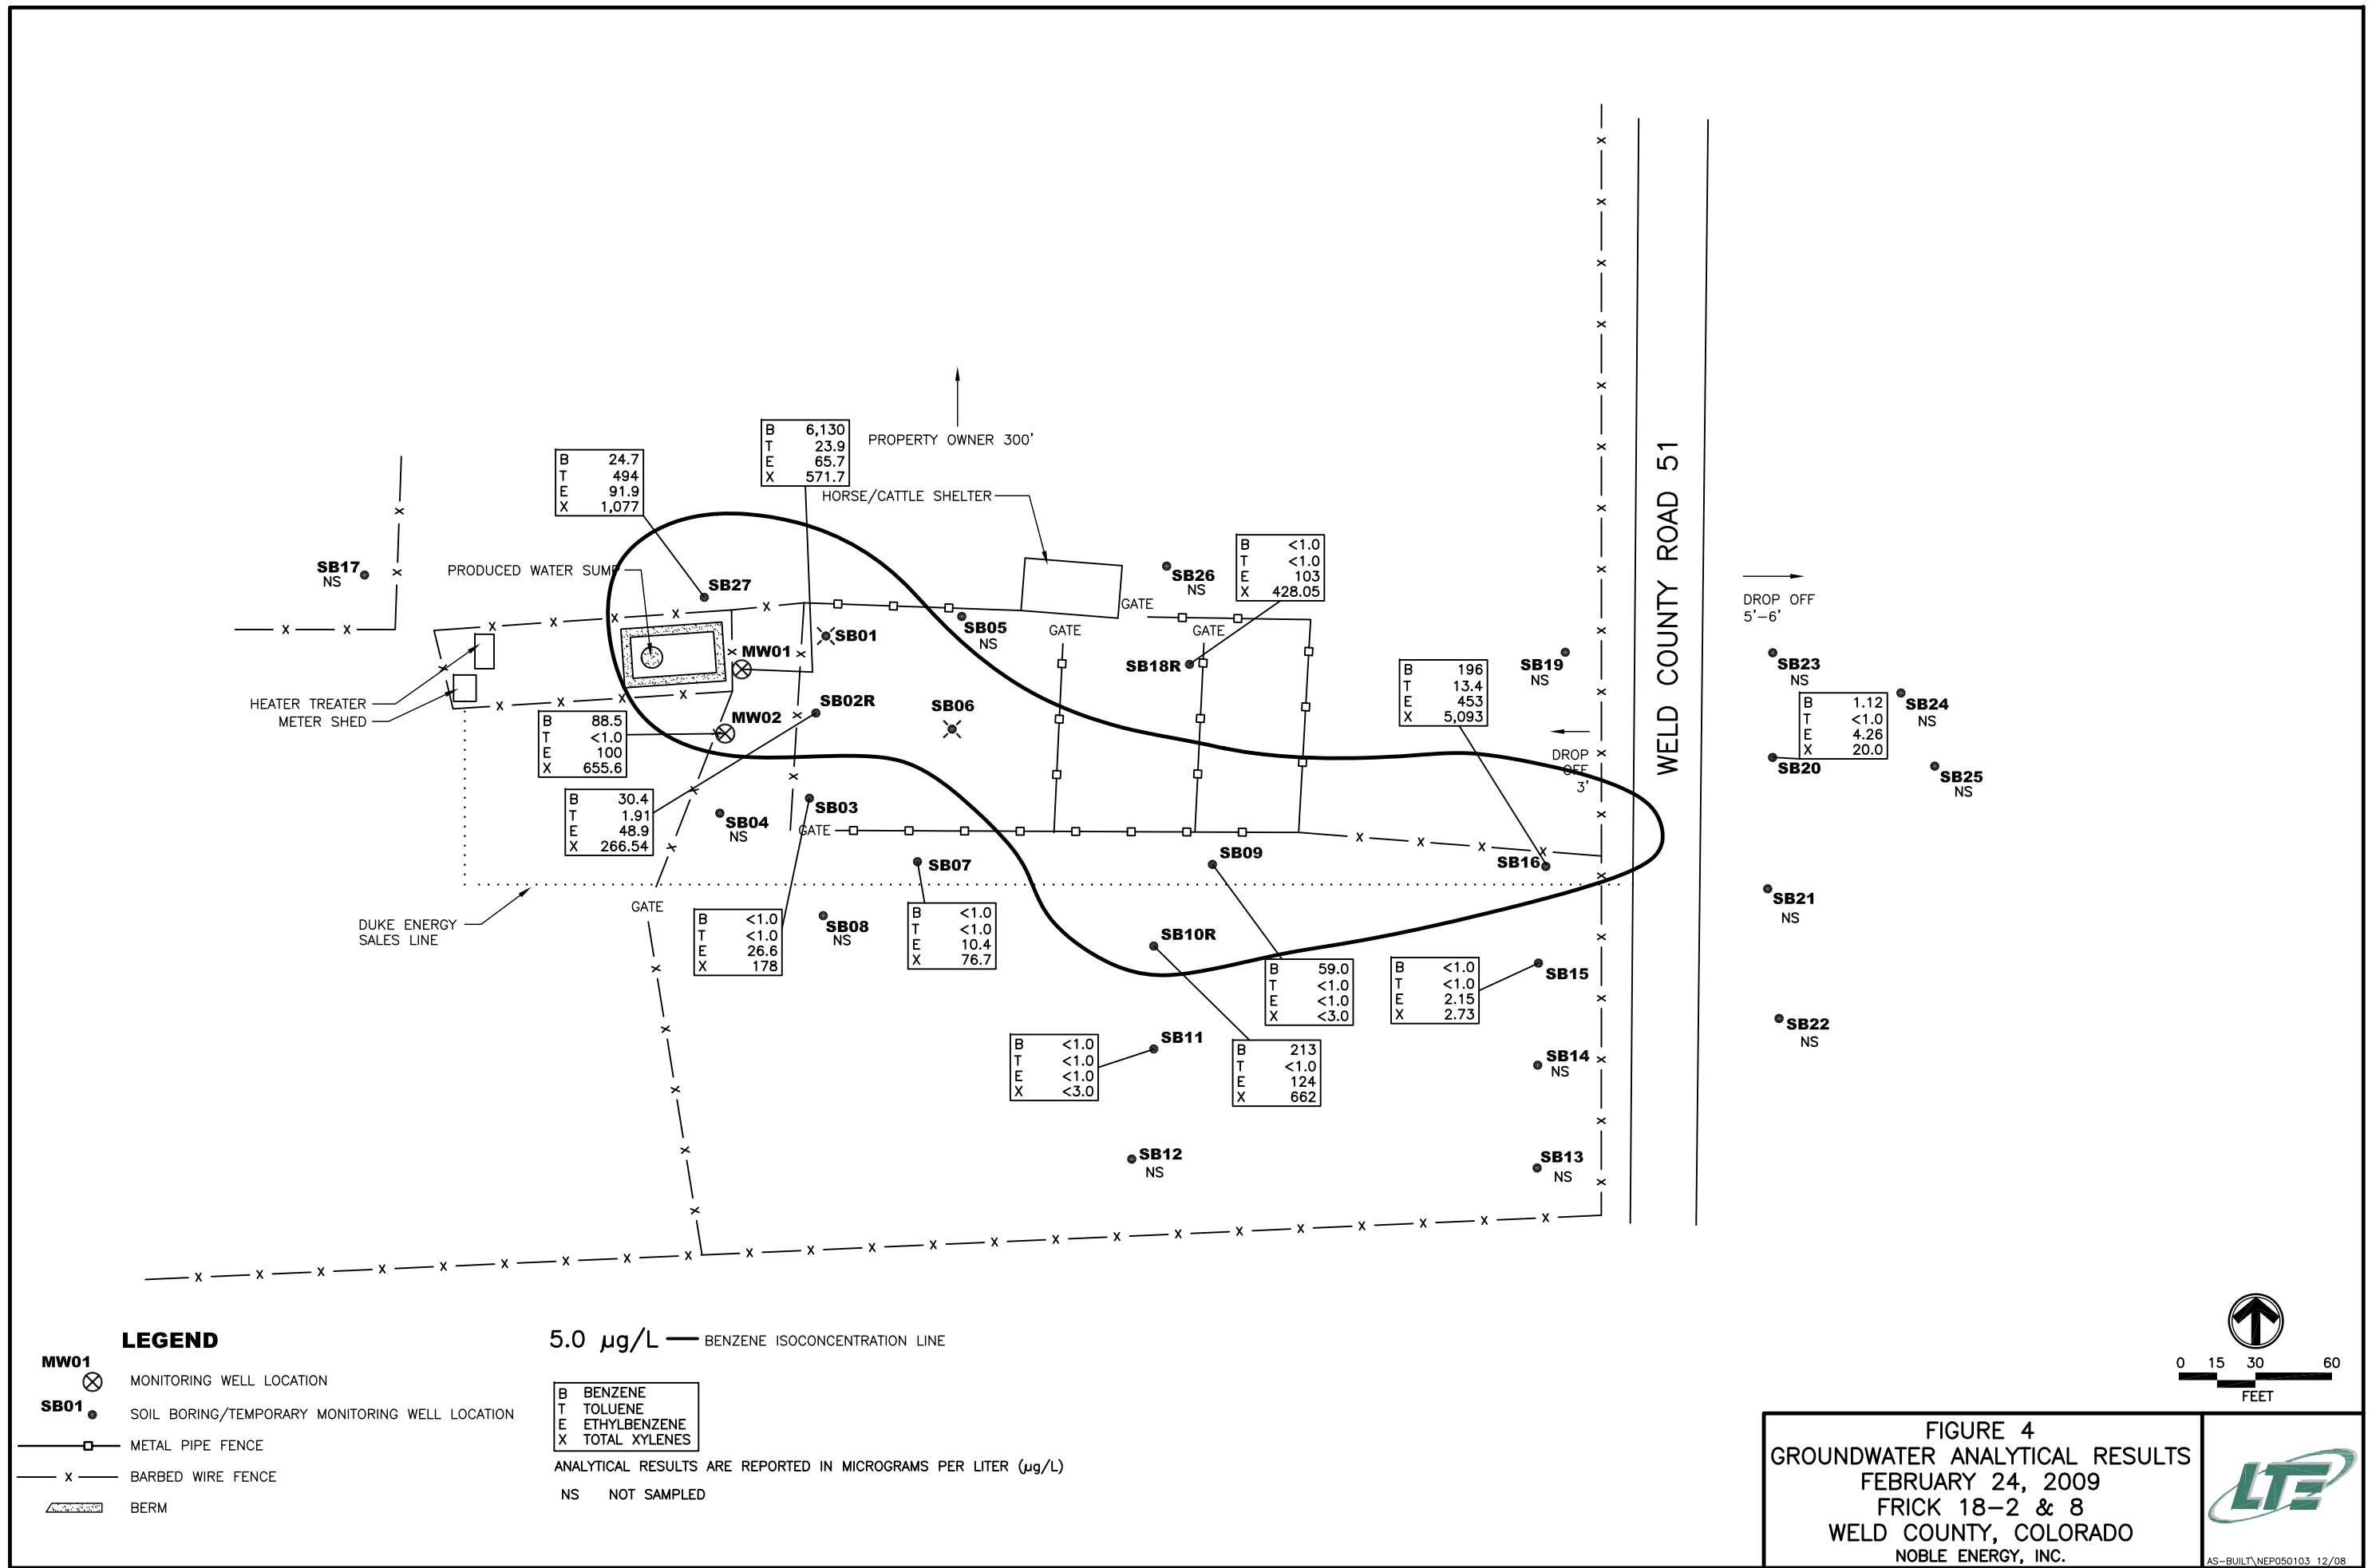 B 6,130
T 23.9
E 65.7
X 571.7
PROPERTY OWNER 300'
B 24.7
T 494
E 91.9
X 1,077
HORSE/CATTLE SHELTER
WELD COUNTY ROAD 51
B <1.0
T <1.0
E 103
X 428.05
SB17
NS
PRODUCED WATER SUMP
SB27
SB26
NS
GATE
DROP OFF
5'-6'
SB01
SB05
NS
GATE
GATE
MW01
SB18R
SB19
NS
SB23
NS
B 196
T 13.4
E 453
X 5,093
HEATER TREATER
METER SHED
SB02R
SB06
MW02
B 1.12
T <1.0
E 4.26
X 20.0
SB24
NS
B 88.5
T <1.0
E 100
X 655.6
DROP
OFF
3'
SB20
SB25
NS
B 30.4
T 1.91
E 48.9
X 266.54
SB03
SB04
NS
GATE
SB07
SB09
SB16
GATE
DUKE ENERGY
SALES LINE
B <1.0
T <1.0
E 26.6
X 178
SB08
NS
B <1.0
T <1.0
E 10.4
X 76.7
SB10R
SB21
NS
B 59.0
T <1.0
E <1.0
X <3.0
B <1.0
T <1.0
E 2.15
X 2.73
SB15
SB22
NS
B <1.0
T <1.0
E <1.0
X <3.0
SB11
B 213
T <1.0
E 124
X 662
SB14
NS
SB12
NS
SB13
NS
LEGEND
MW01
MONITORING WELL LOCATION
SB01
SOIL BORING/TEMPORARY MONITORING WELL LOCATION
METAL PIPE FENCE
X BARBED WIRE FENCE
BERM
5.0 µg/L BENZENE ISOCONCENTRATION LINE
B BENZENE
T TOLUENE
E ETHYLBENZENE
X TOTAL XYLENES
ANALYTICAL RESULTS ARE REPORTED IN MICROGRAMS PER LITER (µg/L)
NS NOT SAMPLED
0 15 30 60
FEET
FIGURE 4
GROUNDWATER ANALYTICAL RESULTS
FEBRUARY 24, 2009
FRICK 18-2 & 8
WELD COUNTY, COLORADO
NOBLE ENERGY, INC.
LTE
AS-BUILT\NEP050103 12/08